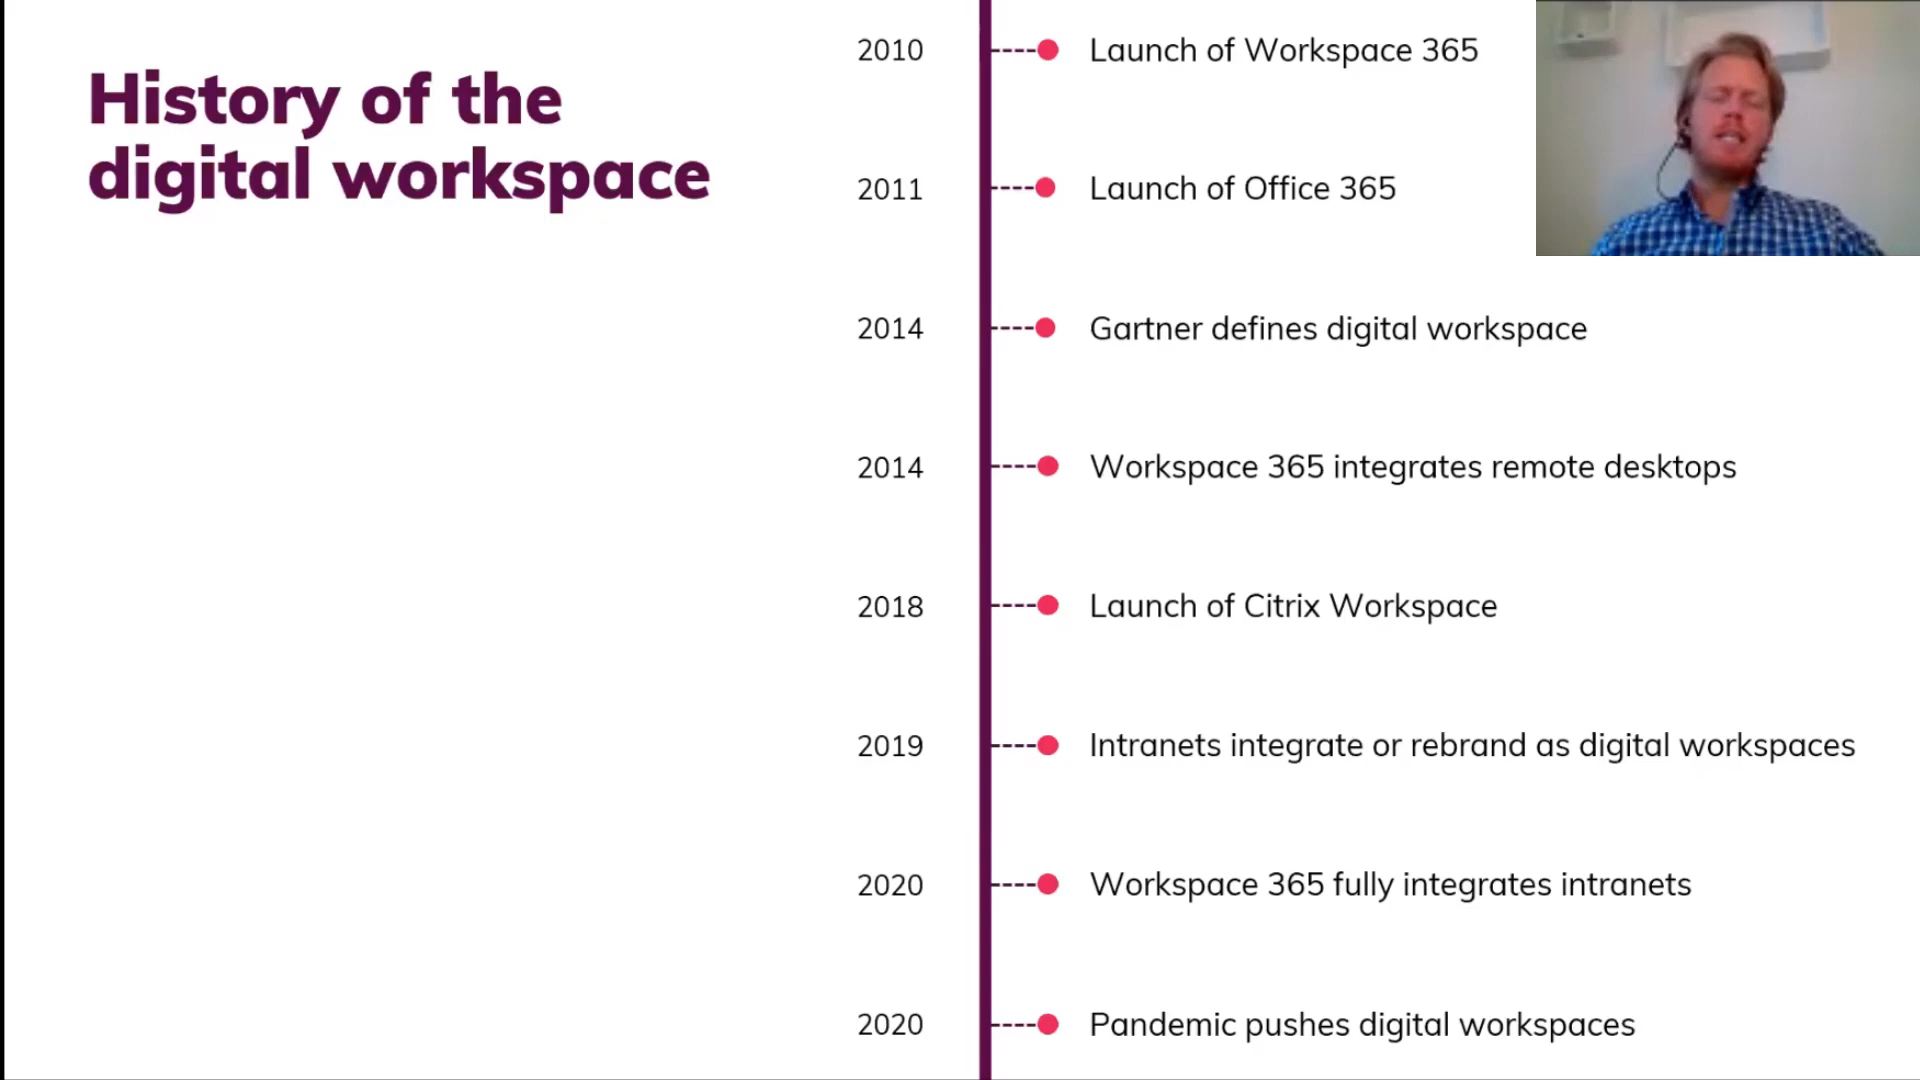 History of the
digital workspace
2010 Launch of Workspace 365
2011 Launch of Office 365
2014 Gartner defines digital workspace
2014 Workspace 365 integrates remote desktops
2018 Launch of Citrix Workspace
2019 Intranets integrate or rebrand as digital workspaces
2020 Workspace 365 fully integrates intranets
2020 Pandemic pushes digital workspaces